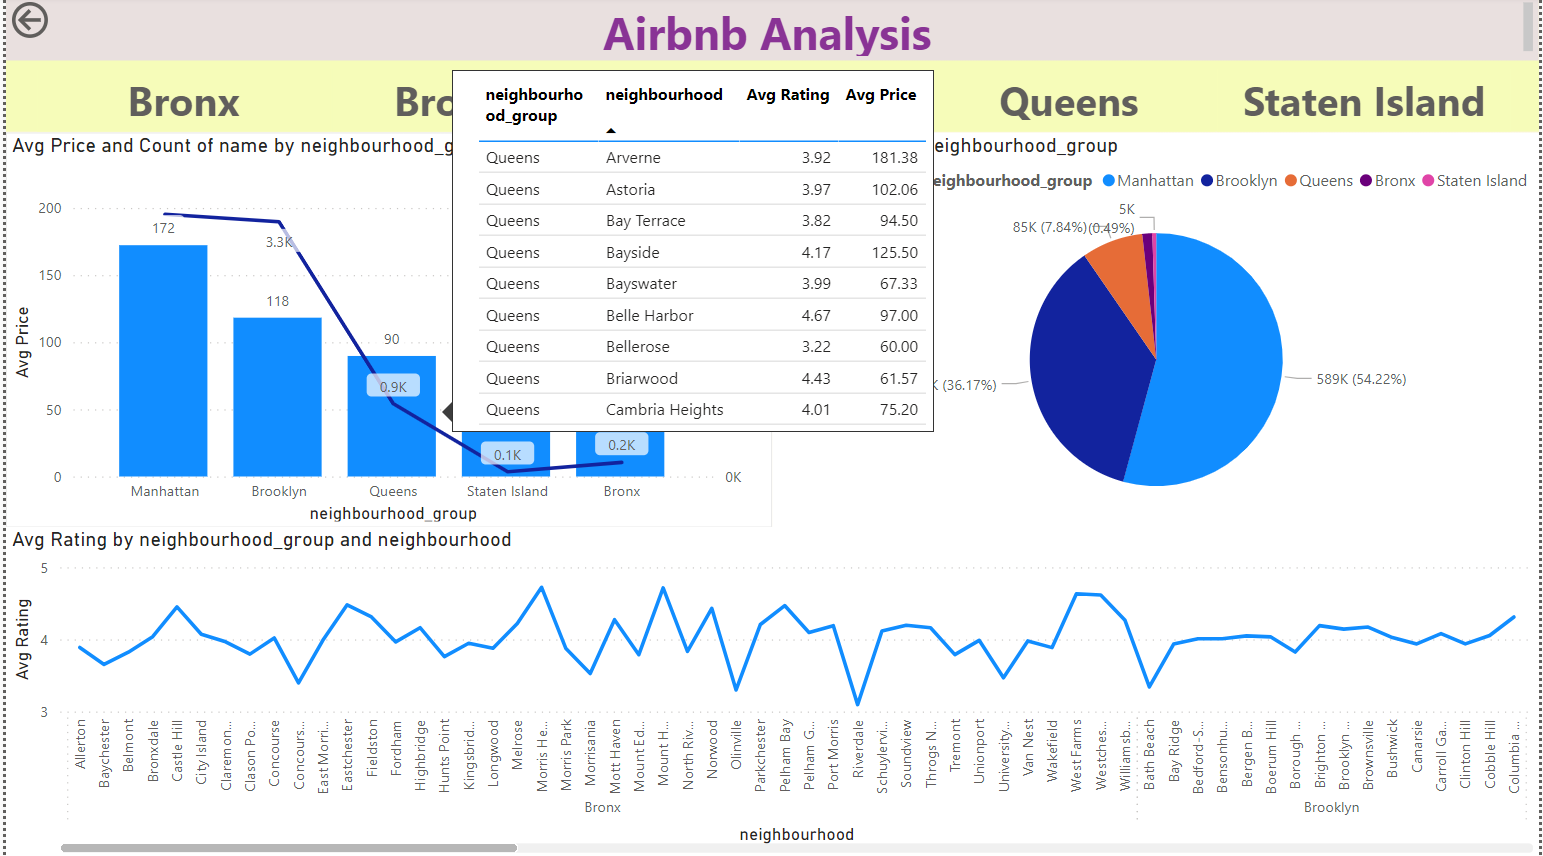 Airbnb Analysis
Bronx
Bro
Queens
Staten Island
neighbourho
od_group
neighbourhood
Avg Rating
Avg Price
Queens Arverne 3.92 181.38
Queens Astoria 3.97 102.06
Queens Bay Terrace 3.82 94.50
Queens Bayside 4.17 125.50
Queens Bayswater 3.99 67.33
Queens Belle Harbor 4.67 97.00
Queens Bellerose 3.22 60.00
Queens Briarwood 4.43 61.57
Queens Cambria Heights 4.01 75.20
Avg Price and Count of name by neighbourhood_g
Avg Price
200
150
100
50
0
172
3.3K
118
90
0.9K
0.1K
0.2K
0K
Manhattan
Brooklyn
Queens
Staten Island
Bronx
neighbourhood_group
eighbourhood_group
eighbourhood_group Manhattan Brooklyn Queens Bronx Staten Island
5K
(0.49%)
85K (7.84%)
K (36.17%)
589K (54.22%)
Avg Rating by neighbourhood_group and neighbourhood
Avg Rating
5
4
3
Allerton
Baychester
Belmont
Bronxdale
Castle Hill
City Island
Claremon...
Clason Po...
Concourse
Concours...
East Morri...
Eastchester
Fieldston
Fordham
Highbridge
Hunts Point
Kingsbrid...
Longwood
Melrose
Morris He...
Morris Park
Morrisania
Mott Haven
Mount Ed...
Mount H...
North Riv...
Norwood
Olinville
Parkchester
Pelham Bay
Pelham G...
Port Morris
Riverdale
Schuylervi...
Soundview
Throgs N...
Tremont
Unionport
University...
Van Nest
Wakefield
West Farms
Westches...
Williamsb...
Bath Beach
Bay Ridge
Bedford-S...
Bensonhu...
Bergen B...
Boerum Hill
Borough ...
Brighton ...
Brooklyn ...
Brownsville
Bushwick
Canarsie
Carroll Ga...
Clinton Hill
Cobble Hill
Columbia ...
Bronx
Brooklyn
neighbourhood